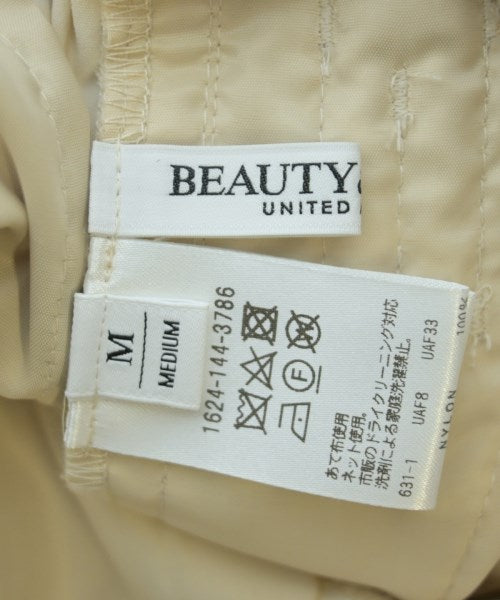 BEAUTY&
UNITED
M
MEDIUM
1624-144-3786
F
あて布使用
ネット使用。
市販のドライクリーニング対応
洗剤による家庭洗濯禁止。
631-1 UAF8 UAF33
NYLON 100%